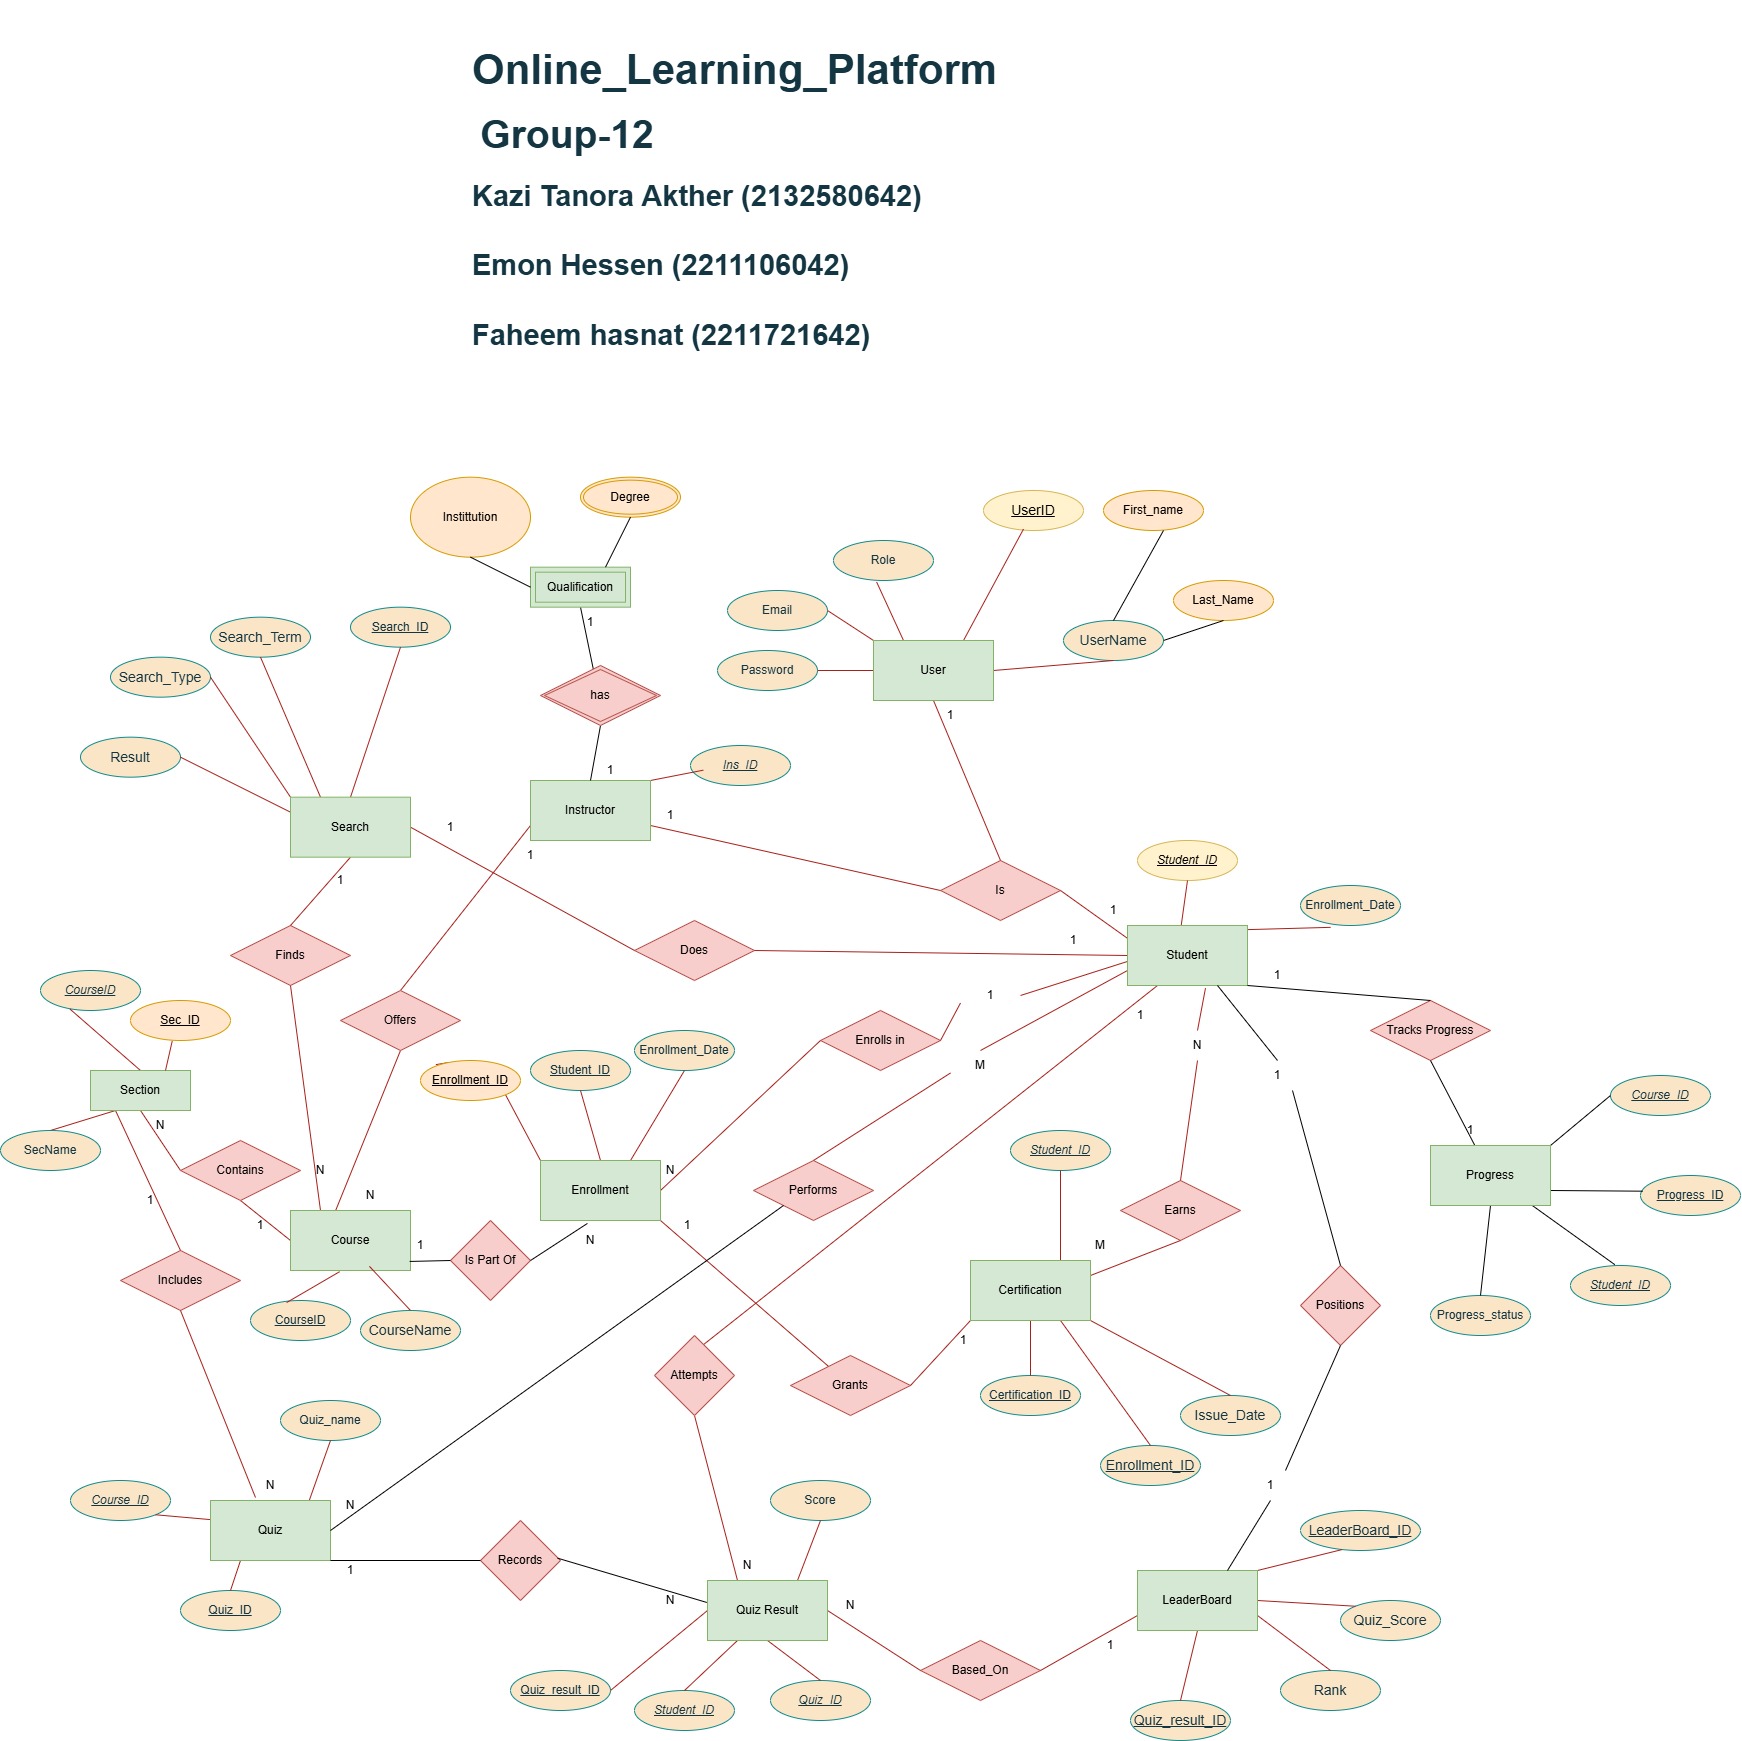 Online_Learning_Platform
Group-12
Kazi Tanora Akther (2132580642)
Emon Hessen (2211106042)
Faheem hasnat (2211721642)
Instittution
Degree
UserID
First_name
Role
Qualification
Email
Last_Name
1
Search_ID
Search_Term
UserName
Search_Type
Password
User
has
1
Result
1
Ins_ID
Instructor
1
Search
1
1
1
Student_ID
Is
Enrollment_Date
1
1
Does
Finds
Student
1
CourseID
1
Sec_ID
Offers
1
Tracks Progress
Enrolls in
N
Enrollment_Date
M
Student_ID
1
Enrollment_ID
Section
Course_ID
N
1
SecName
Student_ID
Contains
N
N
Progress
Enrollment
Performs
N
Progress_ID
1
Earns
1
1
Course
1
N
M
Is Part Of
Includes
Student_ID
Certification
Positions
Progress_status
CourseID
CourseName
1
Attempts
Grants
Certification_ID
Issue_Date
Quiz_name
Enrollment_ID
N
1
Course_ID
N
Score
Quiz
LeaderBoard_ID
Records
N
1
N
LeaderBoard
N
Quiz_ID
Quiz Result
Quiz_Score
1
Based_On
Quiz_result_ID
Rank
Student_ID
Quiz_ID
Quiz_result_ID